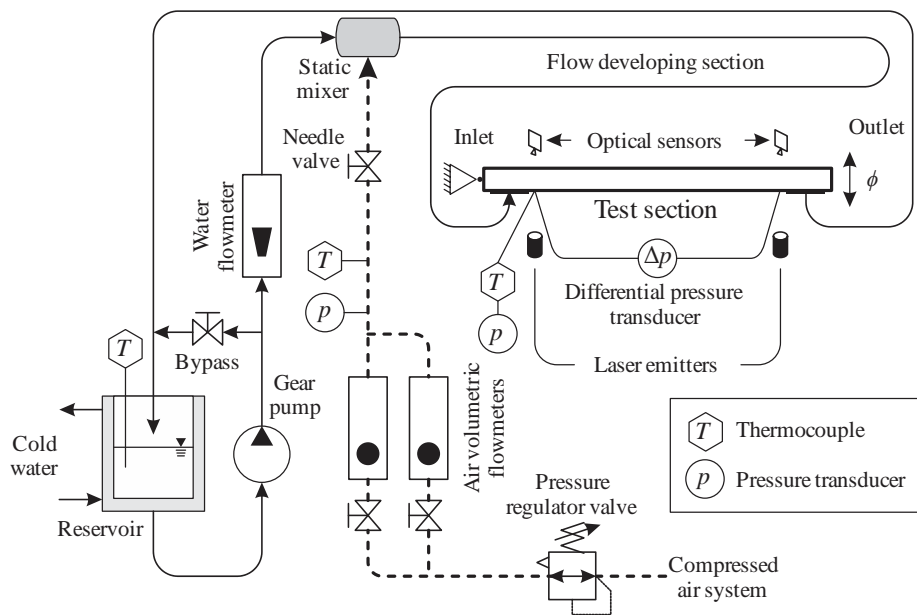 Static
mixer
Flow developing section
Needle
valve
Inlet
Optical sensors
Outlet
ϕ
Water
flowmeter
Test section
T
Δp
T
p
p
Differential pressure
transducer
T
Bypass
Laser emitters
Gear
pump
Air volumetric
flowmeters
Cold
water
Reservoir
Pressure
regulator valve
Compressed
air system
T Thermocouple
p Pressure transducer